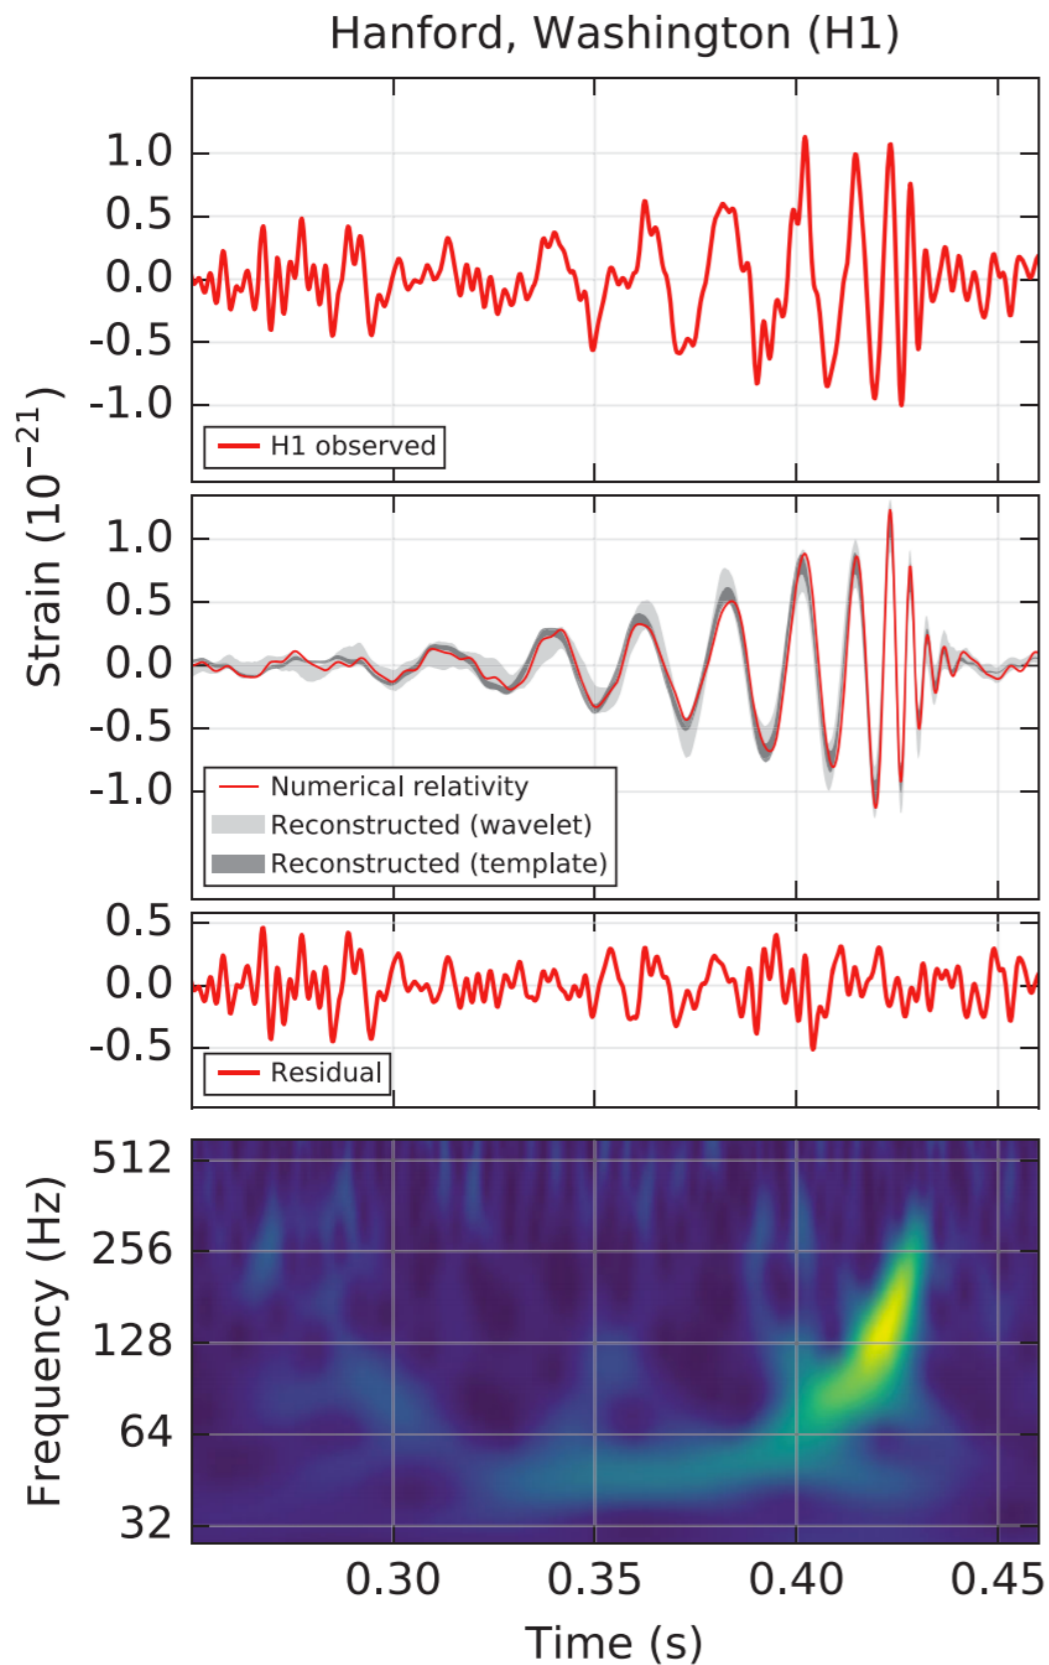 Hanford, Washington (H1)
1.0
0.5
0.0
-0.5
-1.0
H1 observed
Strain (10⁻²¹)
1.0
0.5
0.0
-0.5
-1.0
Numerical relativity
Reconstructed (wavelet)
Reconstructed (template)
0.5
0.0
-0.5
Residual
Frequency (Hz)
512
256
128
64
32
0.30 0.35 0.40 0.45
Time (s)